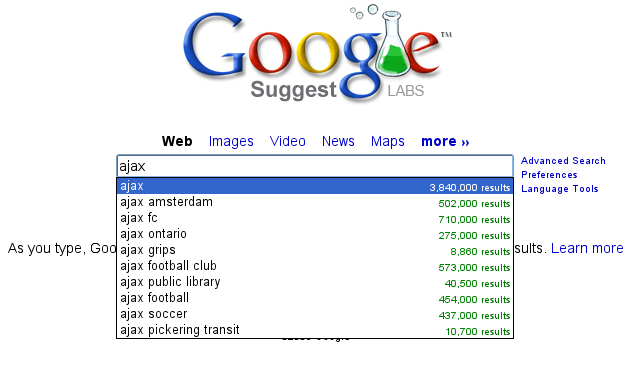 Google™
Suggest LABS
Web Images Video News Maps more »
ajax
Advanced Search
Preferences
Language Tools
ajax 3,840,000 results
ajax amsterdam 502,000 results
ajax fc 710,000 results
ajax ontario 275,000 results
ajax grips 8,860 results
ajax football club 573,000 results
ajax public library 40,500 results
ajax football 454,000 results
ajax soccer 437,000 results
ajax pickering transit 10,700 results
As you type, Goo sults. Learn more
Google